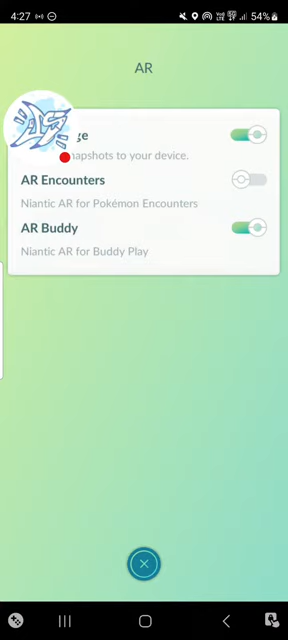 4:27
54%
AR
ge
napshots to your device.
AR Encounters
Niantic AR for Pokémon Encounters
AR Buddy
Niantic AR for Buddy Play